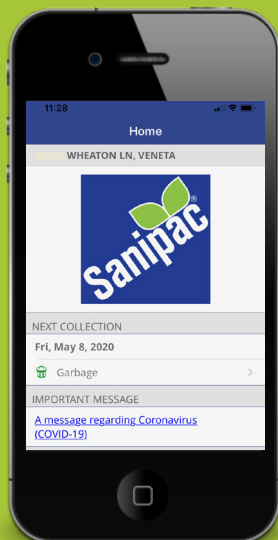 11:28
Home
WHEATON LN, VENETA
Sanipac®
NEXT COLLECTION
Fri, May 8, 2020
Garbage
IMPORTANT MESSAGE
A message regarding Coronavirus
(COVID-19)